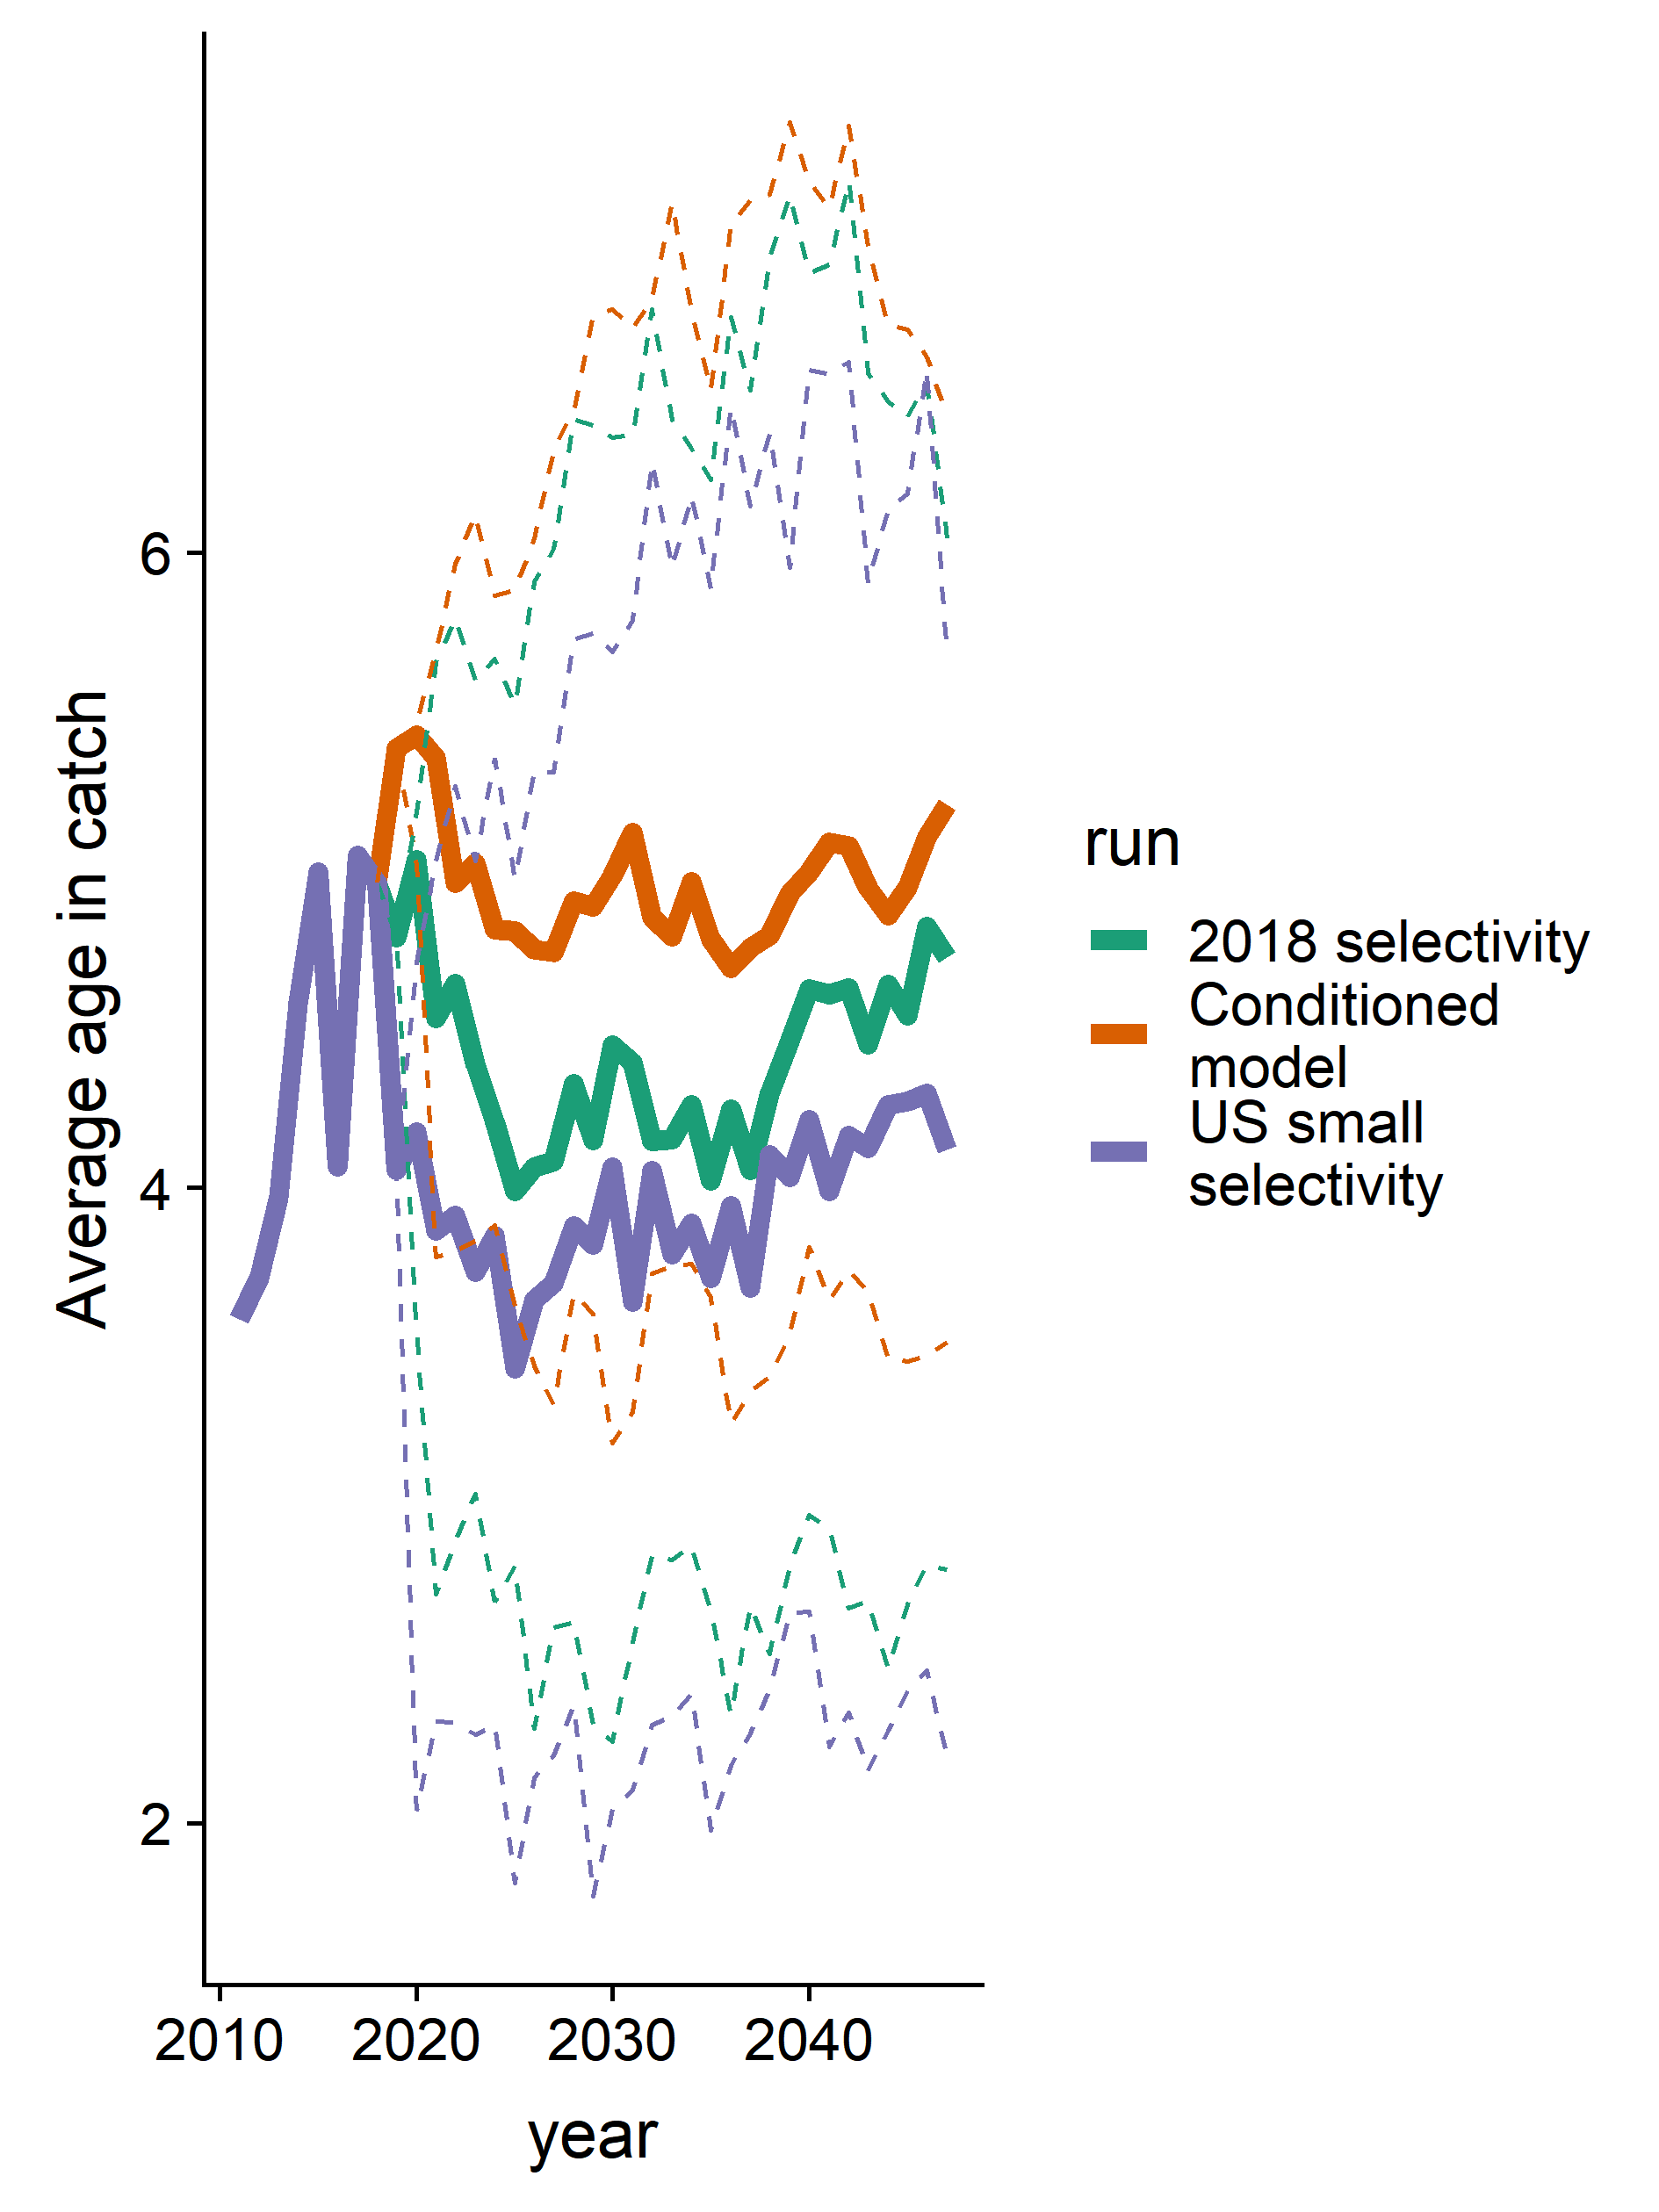 Average age in catch
6
4
2
2010 2020 2030 2040
year
run
2018 selectivity
Conditioned
model
US small
selectivity